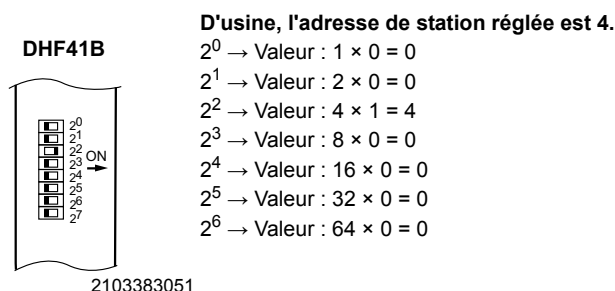 D'usine, l'adresse de station réglée est 4.
DHF41B
2⁰ → Valeur : 1 × 0 = 0
2¹ → Valeur : 2 × 0 = 0
2² → Valeur : 4 × 1 = 4
2³ → Valeur : 8 × 0 = 0
2⁴ → Valeur : 16 × 0 = 0
2⁵ → Valeur : 32 × 0 = 0
2⁶ → Valeur : 64 × 0 = 0
2⁰
2¹
2²
2³ ON
2⁴
2⁵
2⁶
2⁷
2103383051